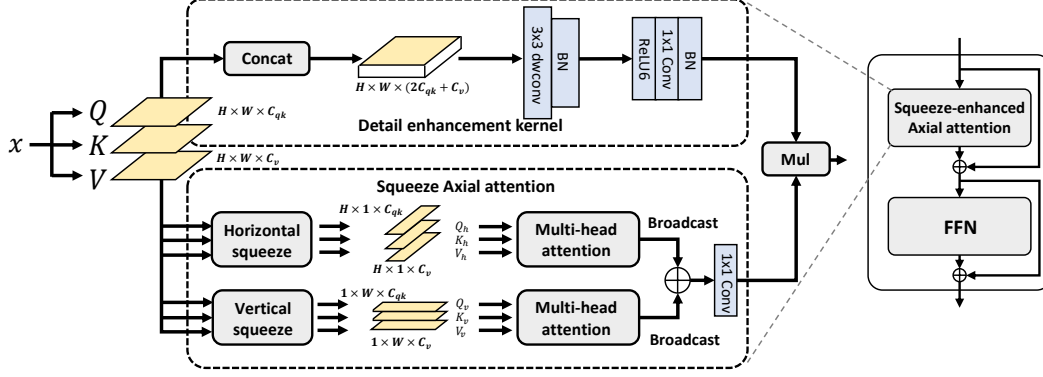 x
Q
K
V
H × W × C_qk
H × W × C_v
Concat
H × W × (2C_qk + C_v)
3x3 dwconv
BN
ReLU6
1x1 Conv
BN
Detail enhancement kernel
Mul
Squeeze Axial attention
Horizontal
squeeze
H × 1 × C_qk
H × 1 × C_v
Q_h
K_h
V_h
Multi-head
attention
Broadcast
Vertical
squeeze
1 × W × C_qk
1 × W × C_v
Q_v
K_v
V_v
Multi-head
attention
Broadcast
1x1 Conv
Squeeze-enhanced
Axial attention
FFN